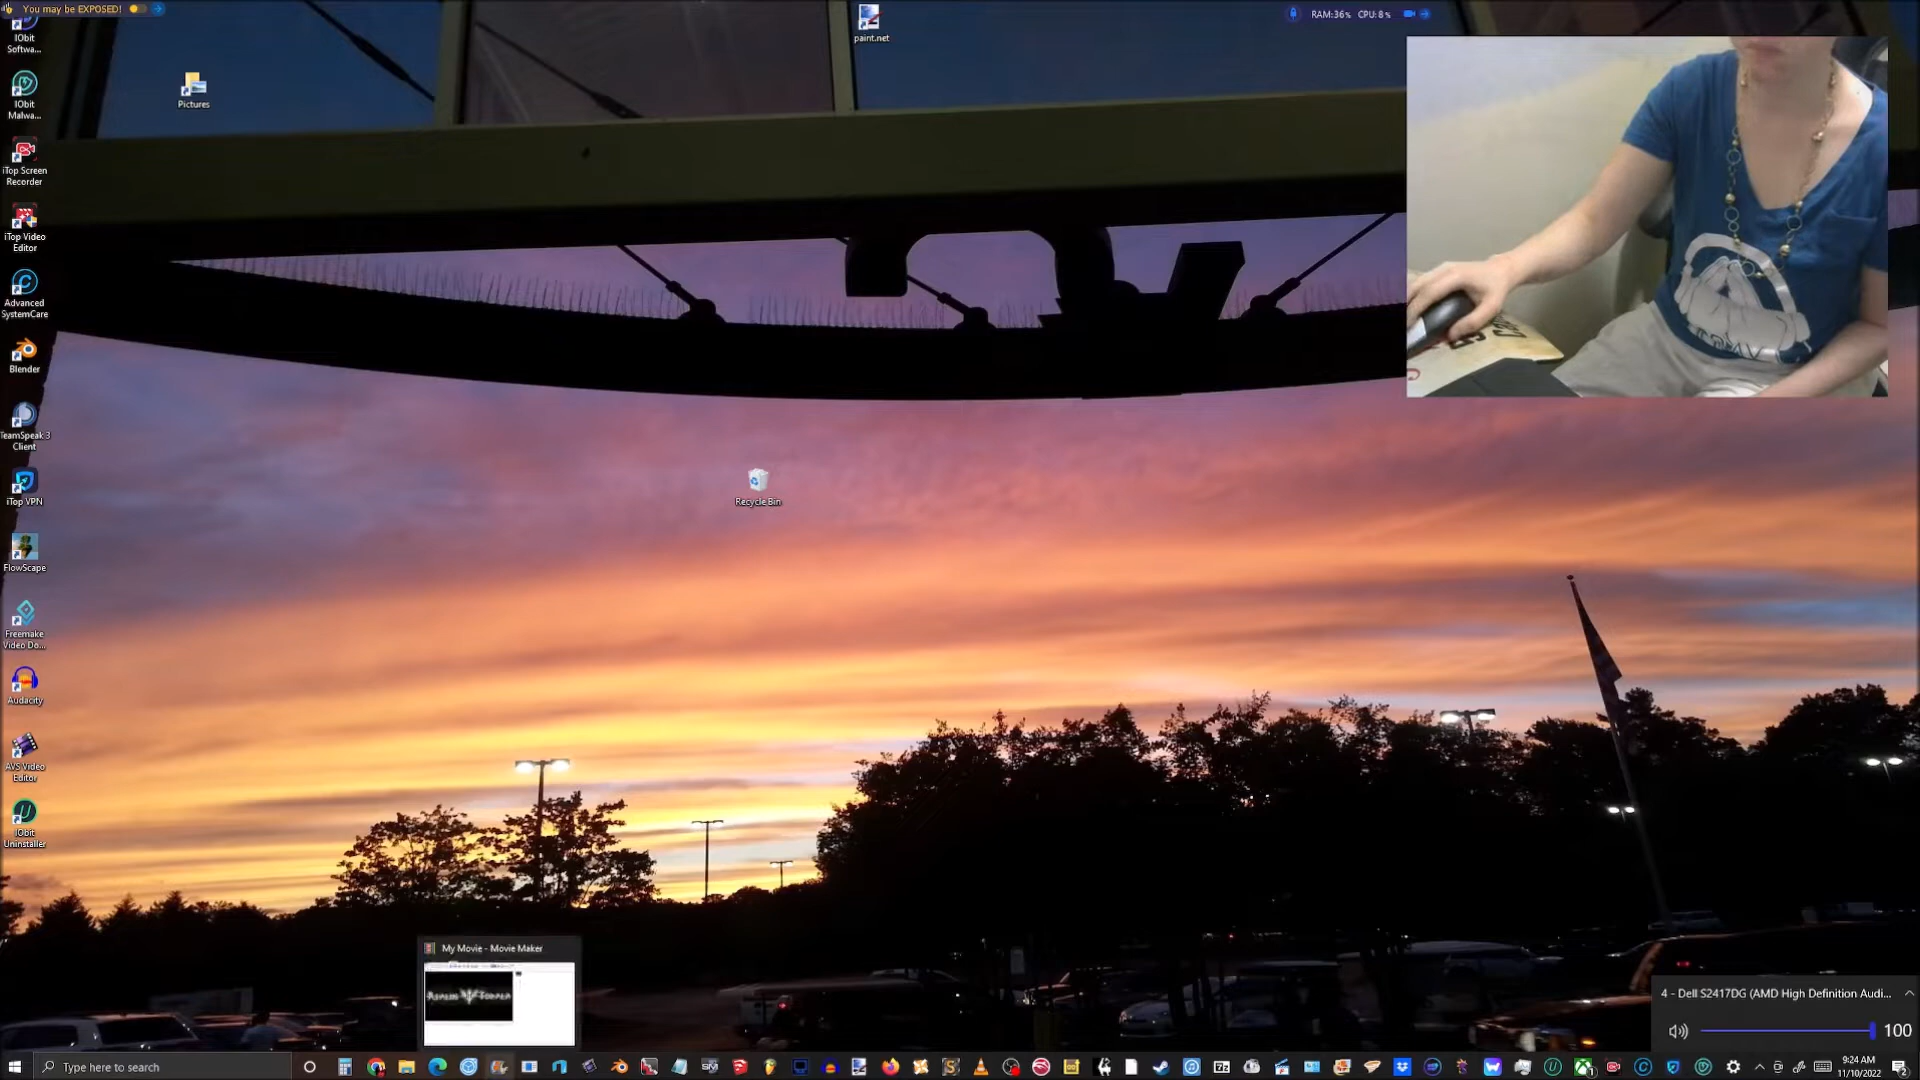 You may be EXPOSED!
RAM:36% CPU:8%
IObit
Softwa...
paint.net
Pictures
IObit
Malwa...
iTop Screen
Recorder
iTop Video
Editor
Advanced
SystemCare
Blender
TeamSpeak 3
Client
iTop VPN
Recycle Bin
FlowScape
Freemake
Video Do...
Audacity
AVS Video
Editor
IObit
Uninstaller
My Movie - Movie Maker
4 - Dell S2417DG (AMD High Definition Audi...
100
Type here to search
9:24 AM
11/10/2022